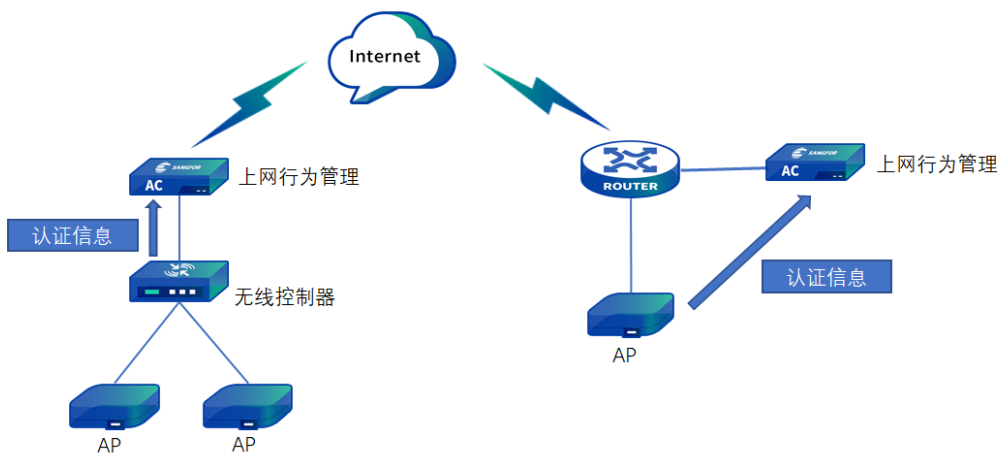 Internet
SANGFOR
AC
上网行为管理
认证信息
无线控制器
AP
AP
ROUTER
SANGFOR
AC
上网行为管理
认证信息
AP